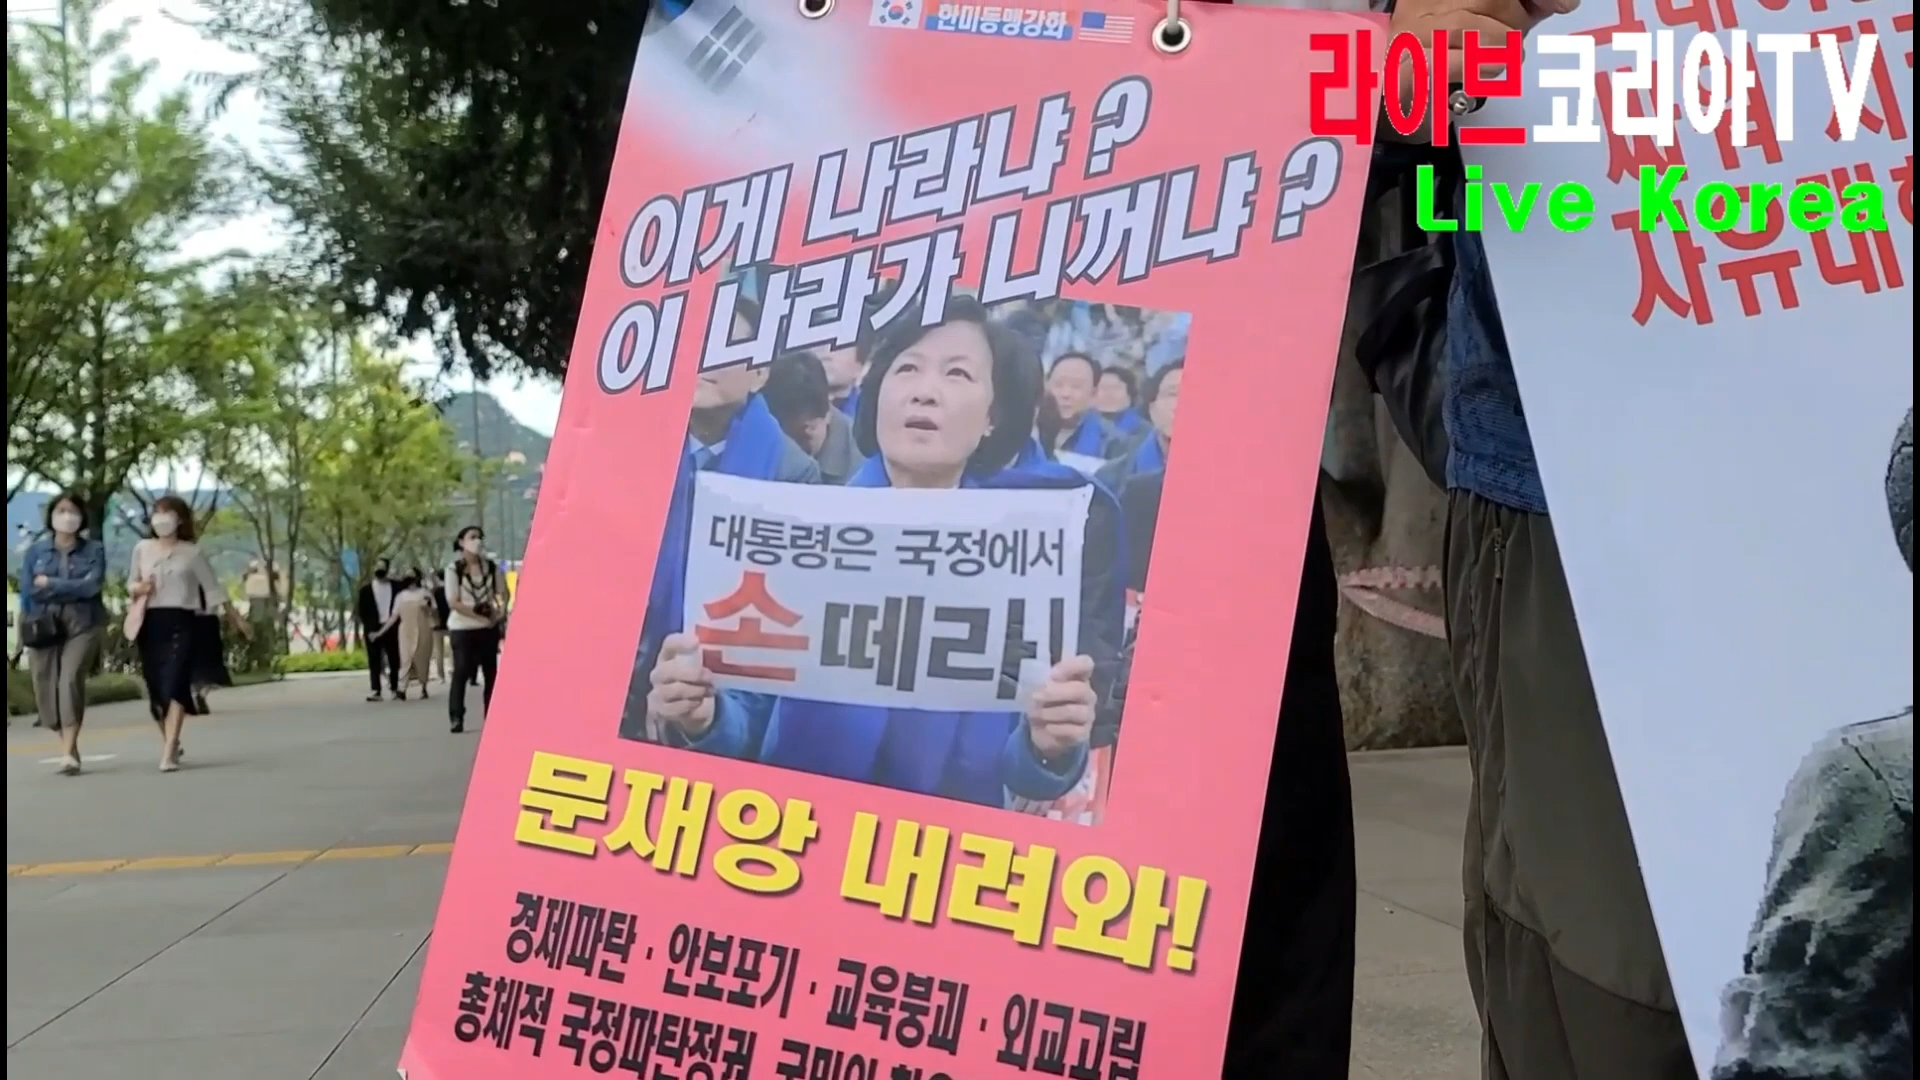 한미동맹강화
이게 나라냐?
이 나라가 니꺼냐?
대통령은 국정에서
손떼라!
문재앙 내려와!
경제파탄·안보포기·교육붕괴·외교고립
총체적 국정파탄정권
라이브코리아TV
Live Korea
자유대